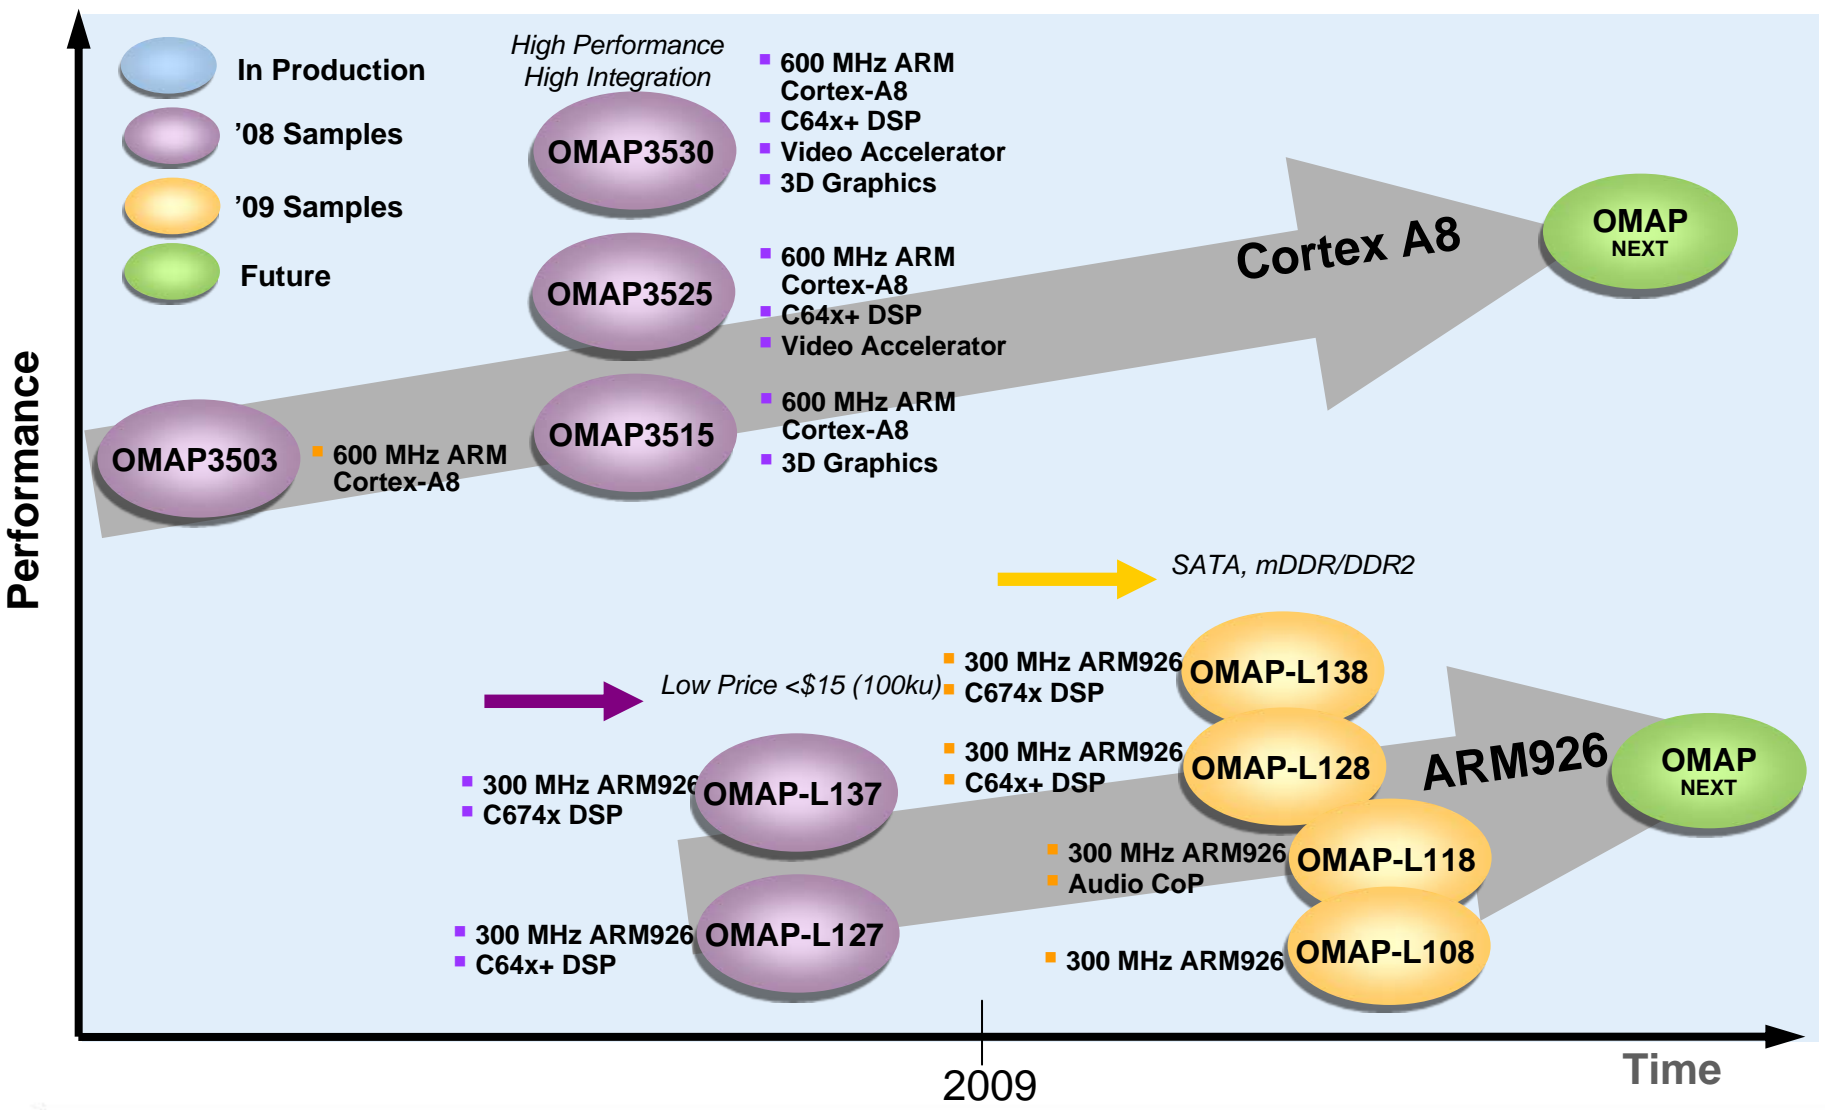 In Production
’08 Samples
’09 Samples
Future
High Performance
High Integration
OMAP3530
600 MHz ARM
Cortex-A8
C64x+ DSP
Video Accelerator
3D Graphics
OMAP3525
600 MHz ARM
Cortex-A8
C64x+ DSP
Video Accelerator
OMAP3515
600 MHz ARM
Cortex-A8
3D Graphics
OMAP3503
600 MHz ARM
Cortex-A8
Cortex A8
OMAP
NEXT
Performance
SATA, mDDR/DDR2
300 MHz ARM926
C674x DSP
OMAP-L138
Low Price <$15 (100ku)
300 MHz ARM926
C64x+ DSP
OMAP-L128
300 MHz ARM926
C674x DSP
OMAP-L137
ARM926
OMAP
NEXT
300 MHz ARM926
Audio CoP
OMAP-L118
300 MHz ARM926
C64x+ DSP
OMAP-L127
300 MHz ARM926
OMAP-L108
Time
2009